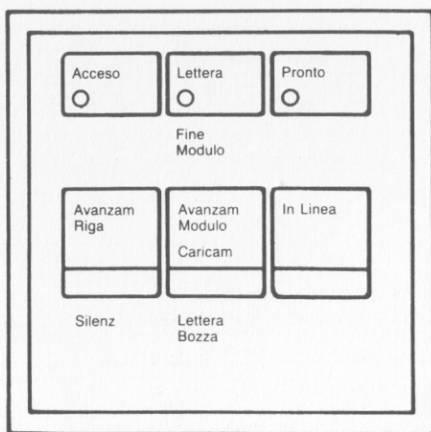 Acceso Lettera Pronto
Fine
Modulo
Avanzam Avanzam In Linea
Riga Modulo
Caricam
Silenz Lettera
Bozza